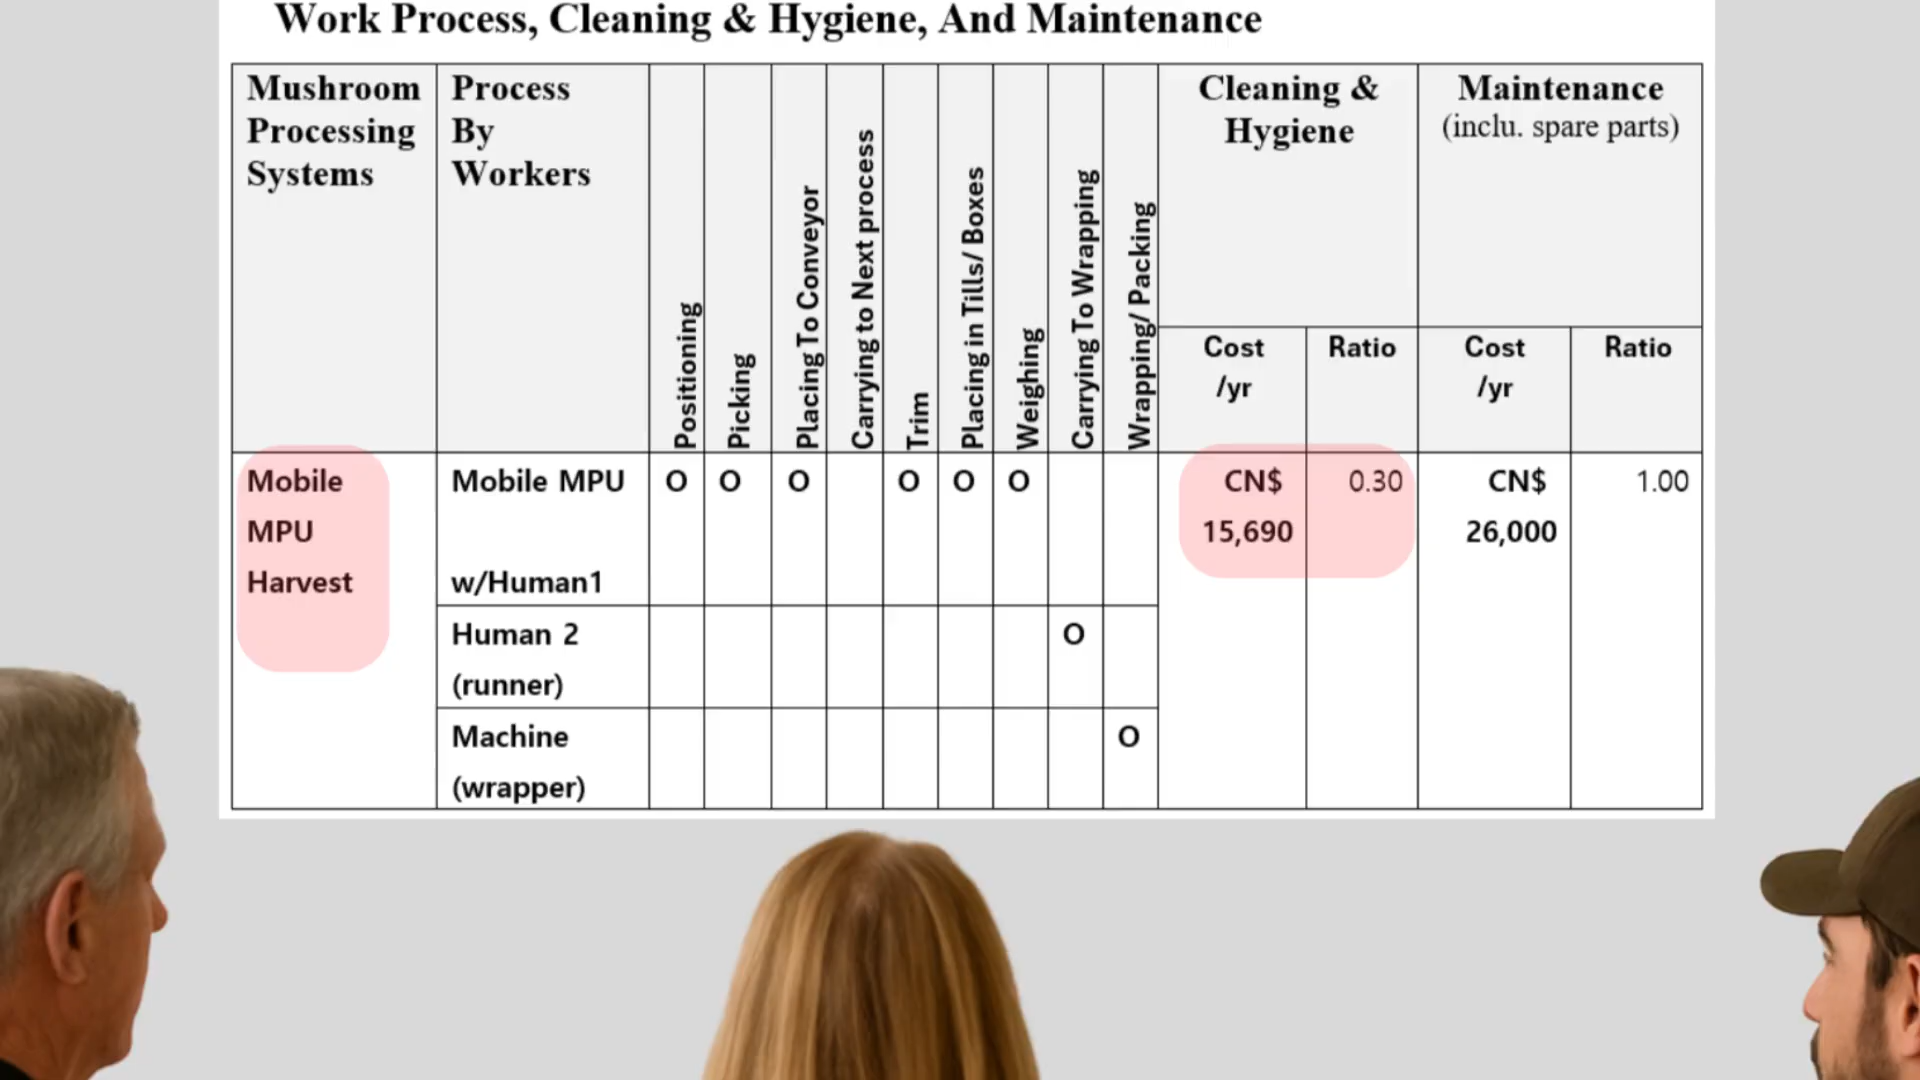 Work Process, Cleaning & Hygiene, And Maintenance
Mushroom
Processing
Systems
Process
By
Workers
Positioning
Picking
Placing To Conveyor
Carrying to Next process
Trim
Placing in Tills/ Boxes
Weighing
Carrying To Wrapping
Wrapping/ Packing
Cleaning &
Hygiene
Maintenance
(inclu. spare parts)
Cost
/yr
Ratio
Cost
/yr
Ratio
Mobile
MPU
Harvest
Mobile MPU
w/Human1
O O O O O O
CN$
15,690
0.30
CN$
26,000
1.00
Human 2
(runner)
O
Machine
(wrapper)
O